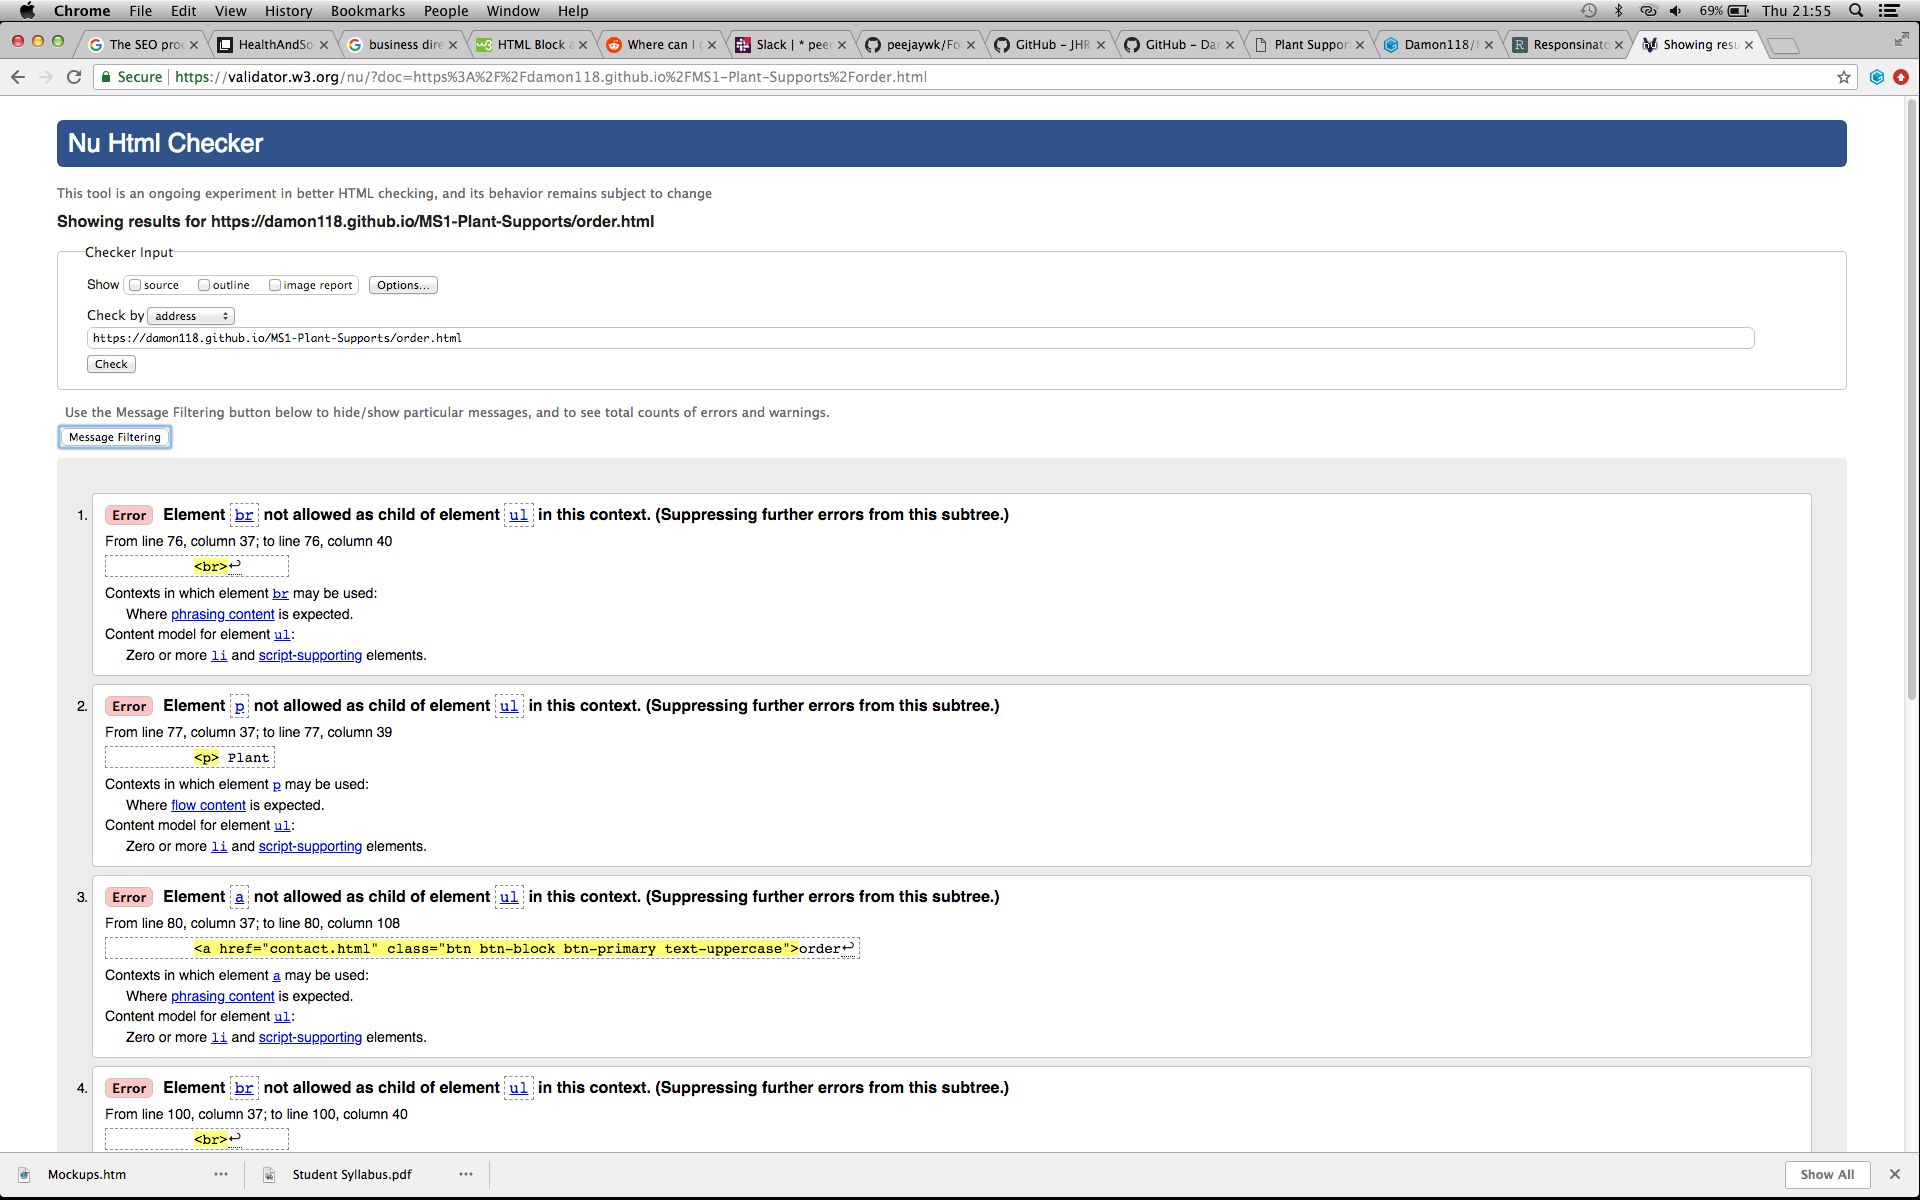 Chrome File Edit View History Bookmarks People Window Help 69% Thu 21:55
The SEO pro HealthAndSo business dire HTML Block a Where can I g Slack | * peer peejaywk/Fo GitHub - JHR GitHub - Da Plant Support Damon118/ Responsinato Showing resu
Secure https://validator.w3.org/nu/?doc=https%3A%2F%2Fdamon118.github.io%2FMS1-Plant-Supports%2Forder.html
Nu Html Checker
This tool is an ongoing experiment in better HTML checking, and its behavior remains subject to change
Showing results for https://damon118.github.io/MS1-Plant-Supports/order.html
Checker Input
Show source outline image report Options...
Check by address
https://damon118.github.io/MS1-Plant-Supports/order.html
Check
Use the Message Filtering button below to hide/show particular messages, and to see total counts of errors and warnings.
Message Filtering
1. Error Element br not allowed as child of element ul in this context. (Suppressing further errors from this subtree.)
From line 76, column 37; to line 76, column 40
<br>↩
Contexts in which element br may be used:
Where phrasing content is expected.
Content model for element ul:
Zero or more li and script-supporting elements.
2. Error Element p not allowed as child of element ul in this context. (Suppressing further errors from this subtree.)
From line 77, column 37; to line 77, column 39
<p> Plant
Contexts in which element p may be used:
Where flow content is expected.
Content model for element ul:
Zero or more li and script-supporting elements.
3. Error Element a not allowed as child of element ul in this context. (Suppressing further errors from this subtree.)
From line 80, column 37; to line 80, column 108
<a href="contact.html" class="btn btn-block btn-primary text-uppercase">order↩
Contexts in which element a may be used:
Where phrasing content is expected.
Content model for element ul:
Zero or more li and script-supporting elements.
4. Error Element br not allowed as child of element ul in this context. (Suppressing further errors from this subtree.)
From line 100, column 37; to line 100, column 40
<br>↩
Mockups.htm Student Syllabus.pdf Show All